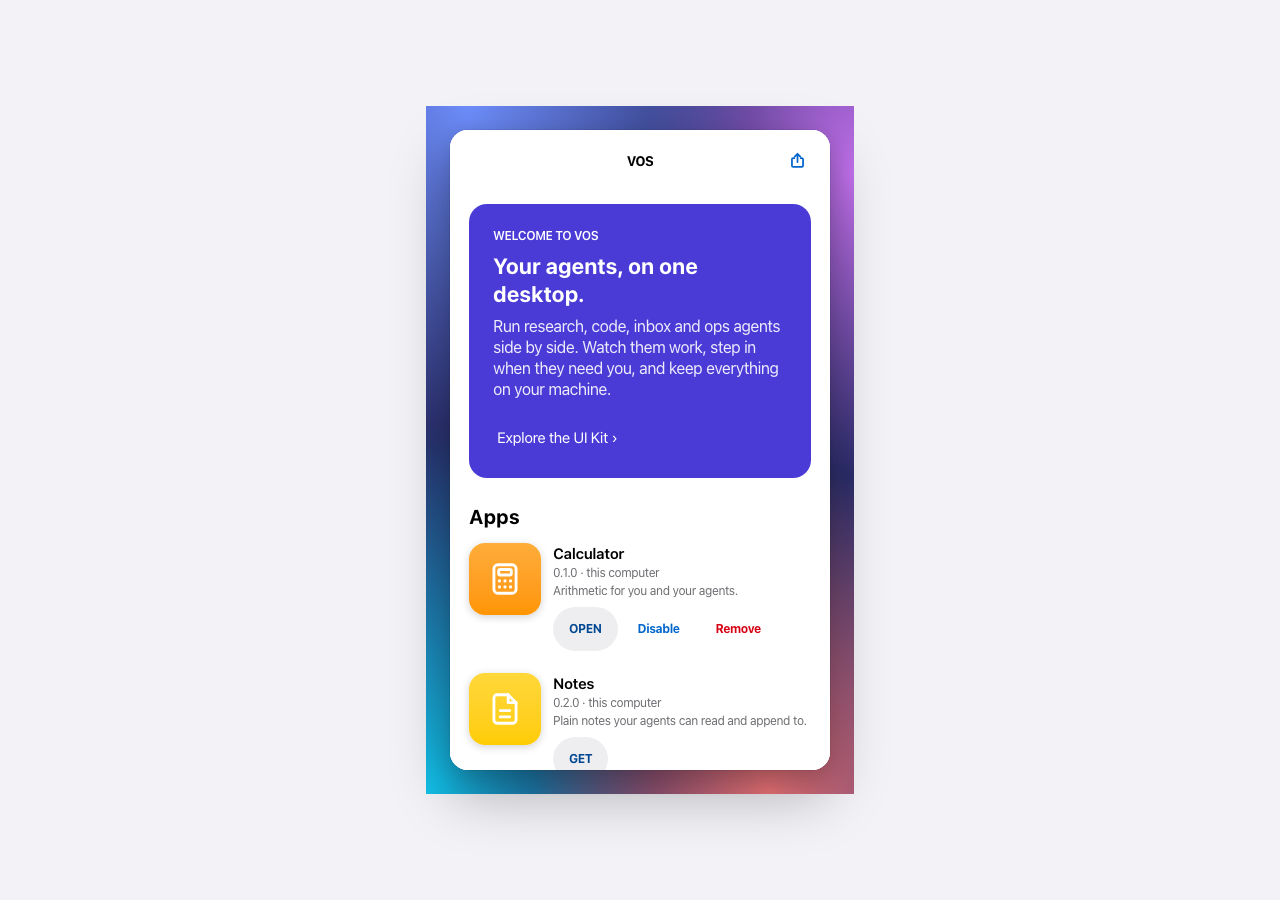 VOS
WELCOME TO VOS
Your agents, on one
desktop.
Run research, code, inbox and ops agents
side by side. Watch them work, step in
when they need you, and keep everything
on your machine.
Explore the UI Kit ›
Apps
Calculator
0.1.0 · this computer
Arithmetic for you and your agents.
OPEN Disable Remove
Notes
0.2.0 · this computer
Plain notes your agents can read and append to.
GET